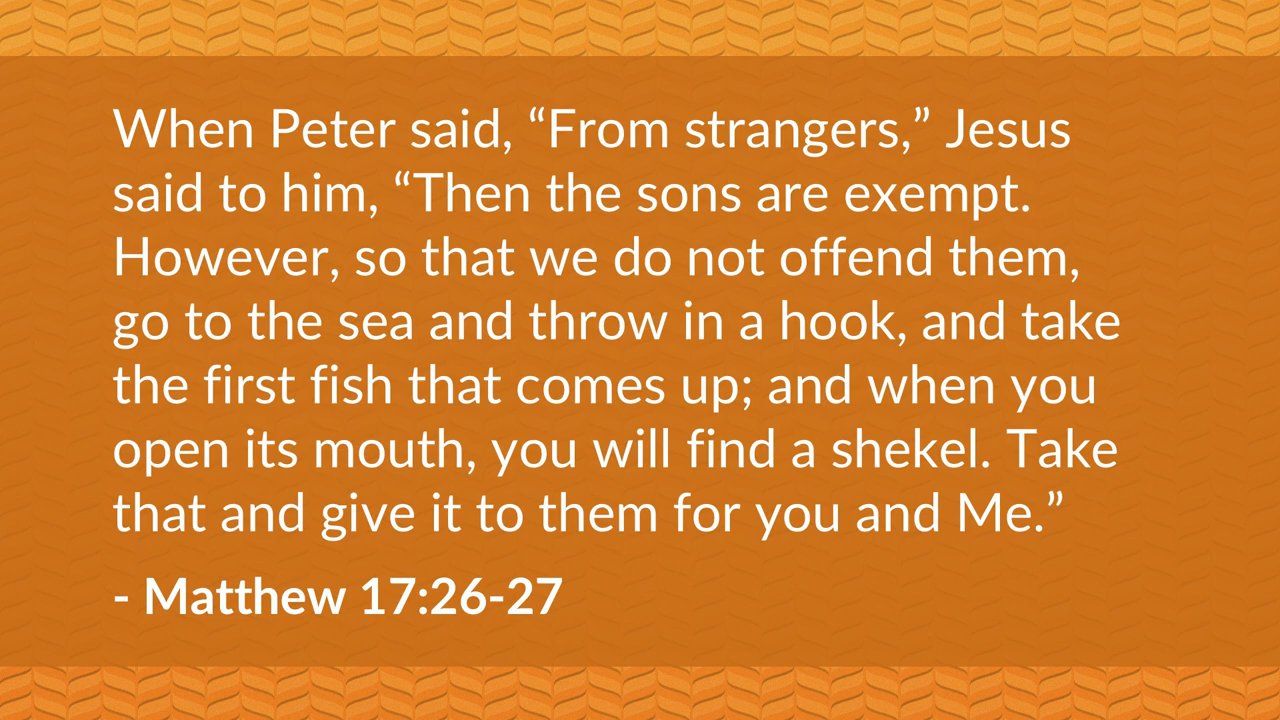 When Peter said, “From strangers,” Jesus
said to him, “Then the sons are exempt.
However, so that we do not offend them,
go to the sea and throw in a hook, and take
the first fish that comes up; and when you
open its mouth, you will find a shekel. Take
that and give it to them for you and Me.”
- Matthew 17:26-27